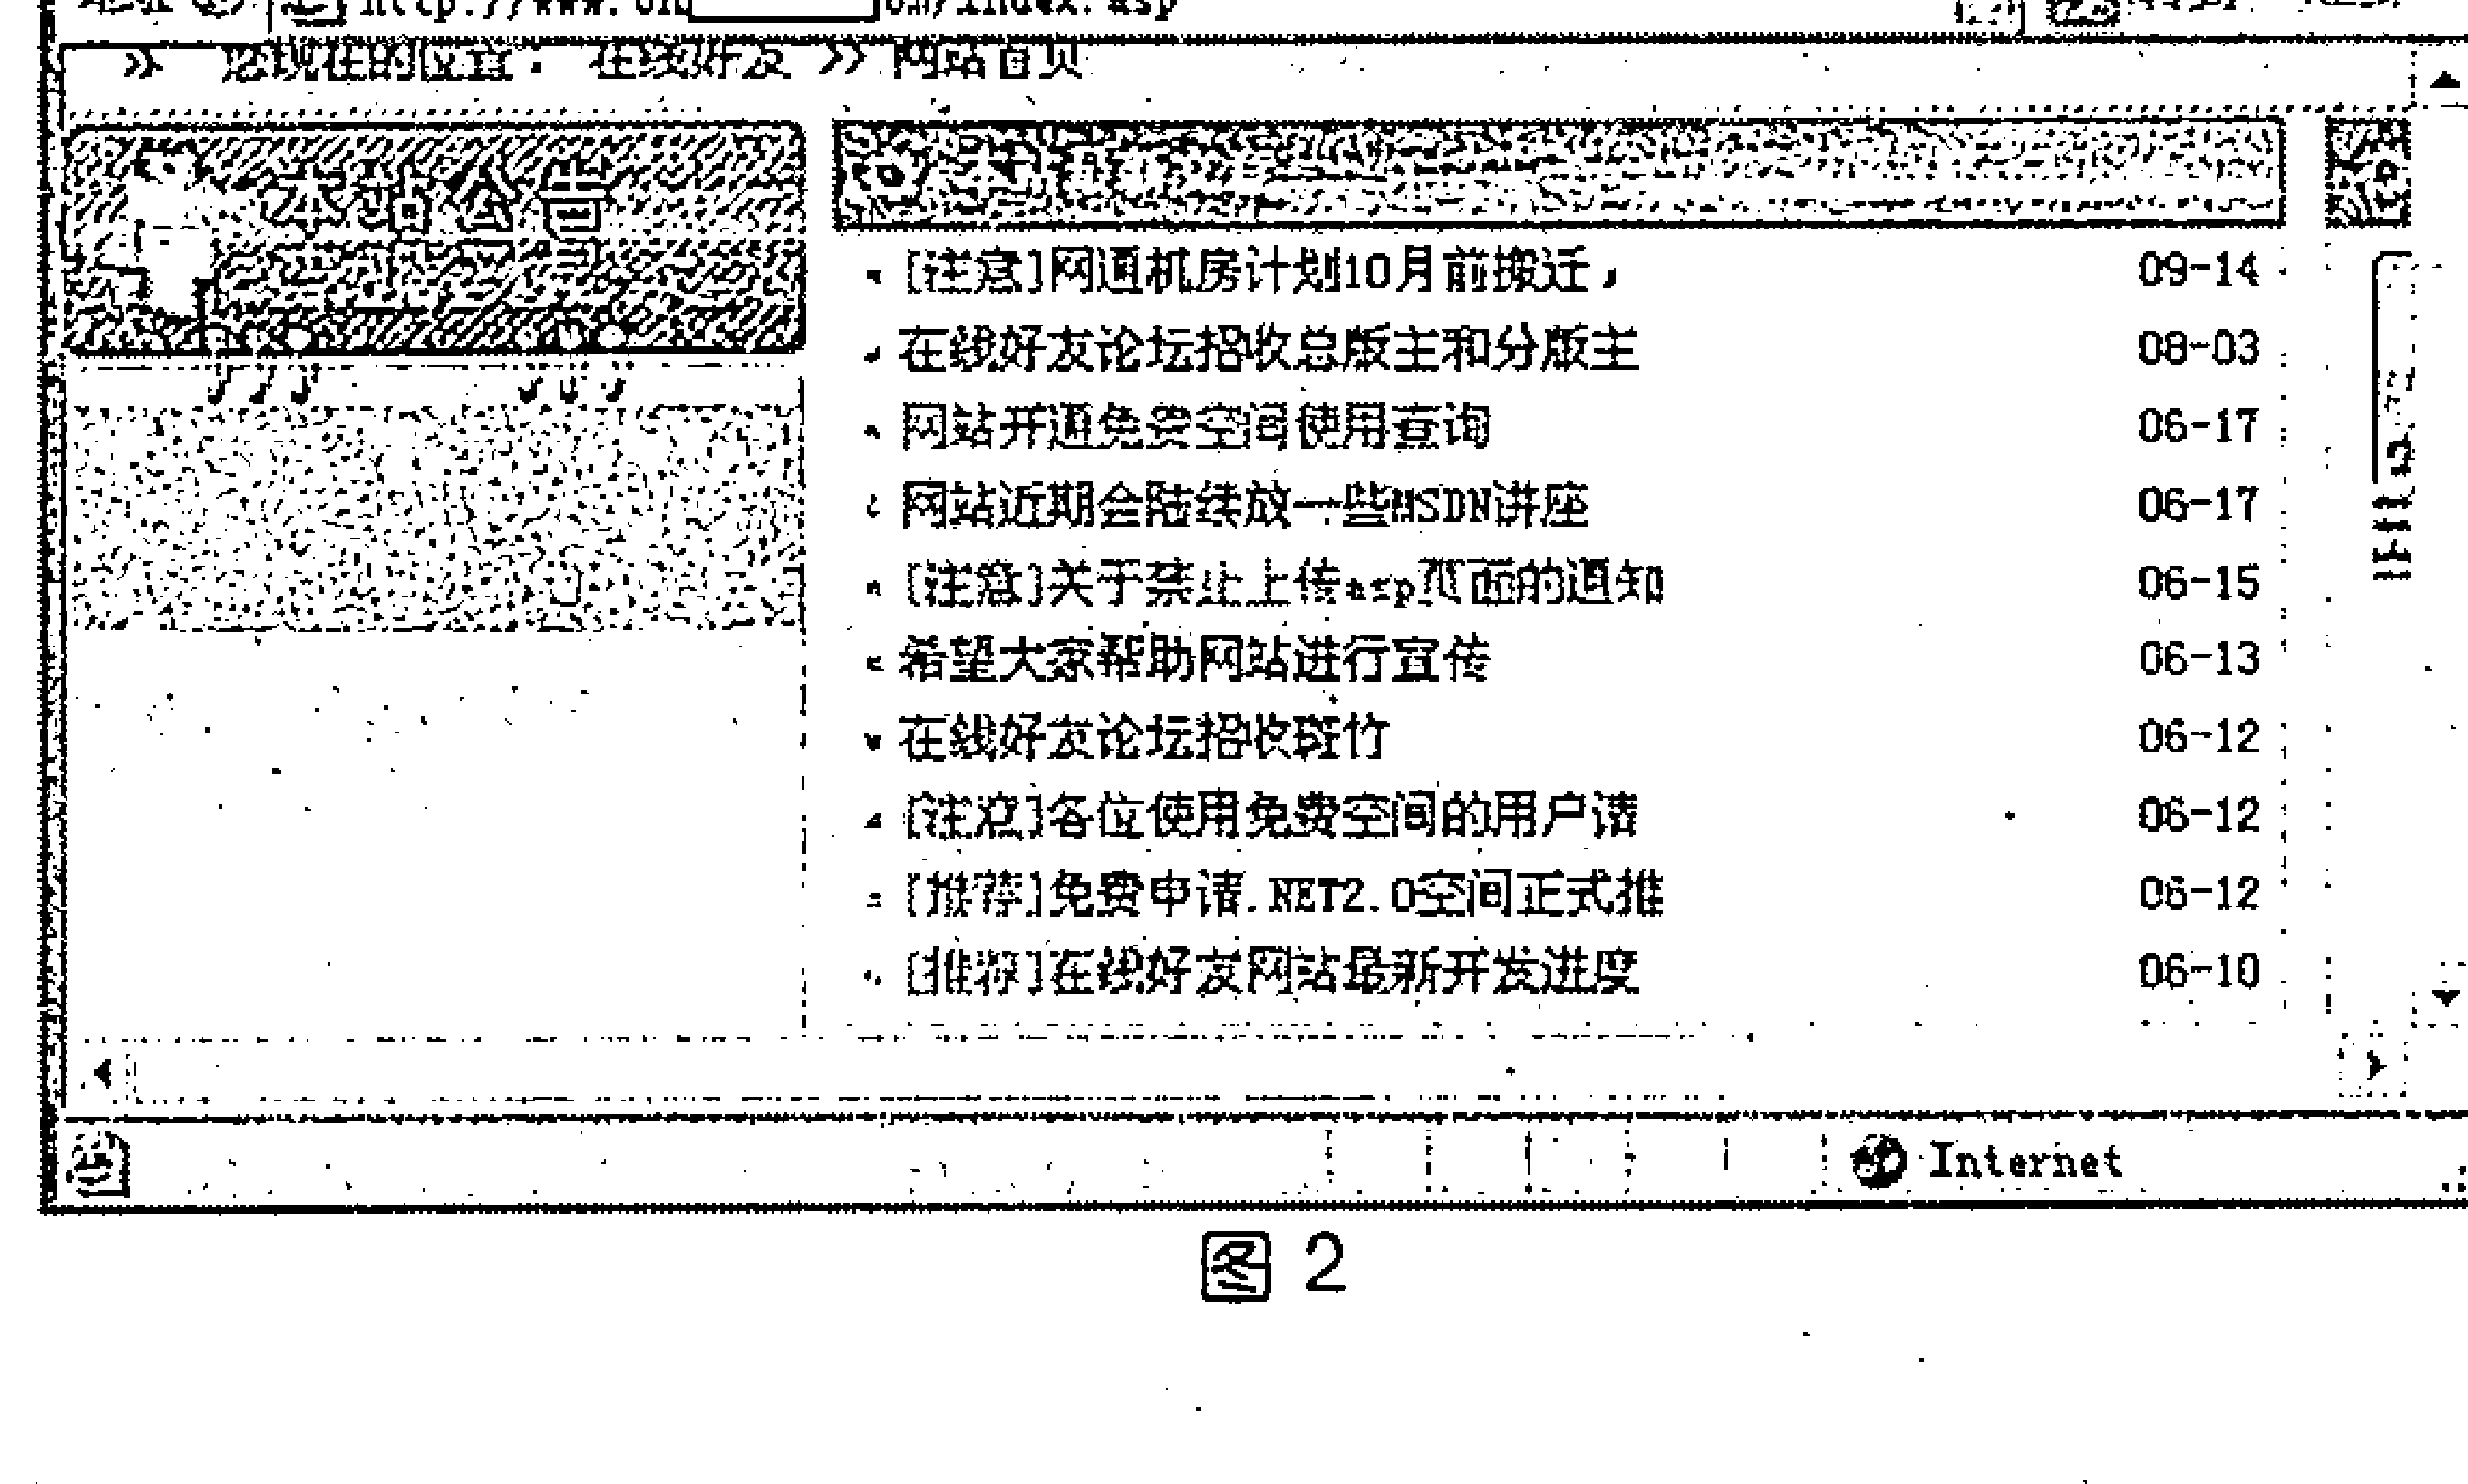 http://www.on om/index.asp
» 您现在的位置: 在线好友 >> 网站首页
本站公告
[注意]网通机房计划10月前搬迁， 09-14
在线好友论坛招收总版主和分版主 08-03
网站开通免费空间使用查询 06-17
网站近期会陆续放一些MSDN讲座 06-17
[注意]关于禁止上传asp页面的通知 06-15
希望大家帮助网站进行宣传 06-13
在线好友论坛招收斑竹 06-12
[注意]各位使用免费空间的用户请 06-12
[推荐]免费申请.NET2.0空间正式推 06-12
[推荐]在线好友网站最新开发进度 06-10
Internet
图 2